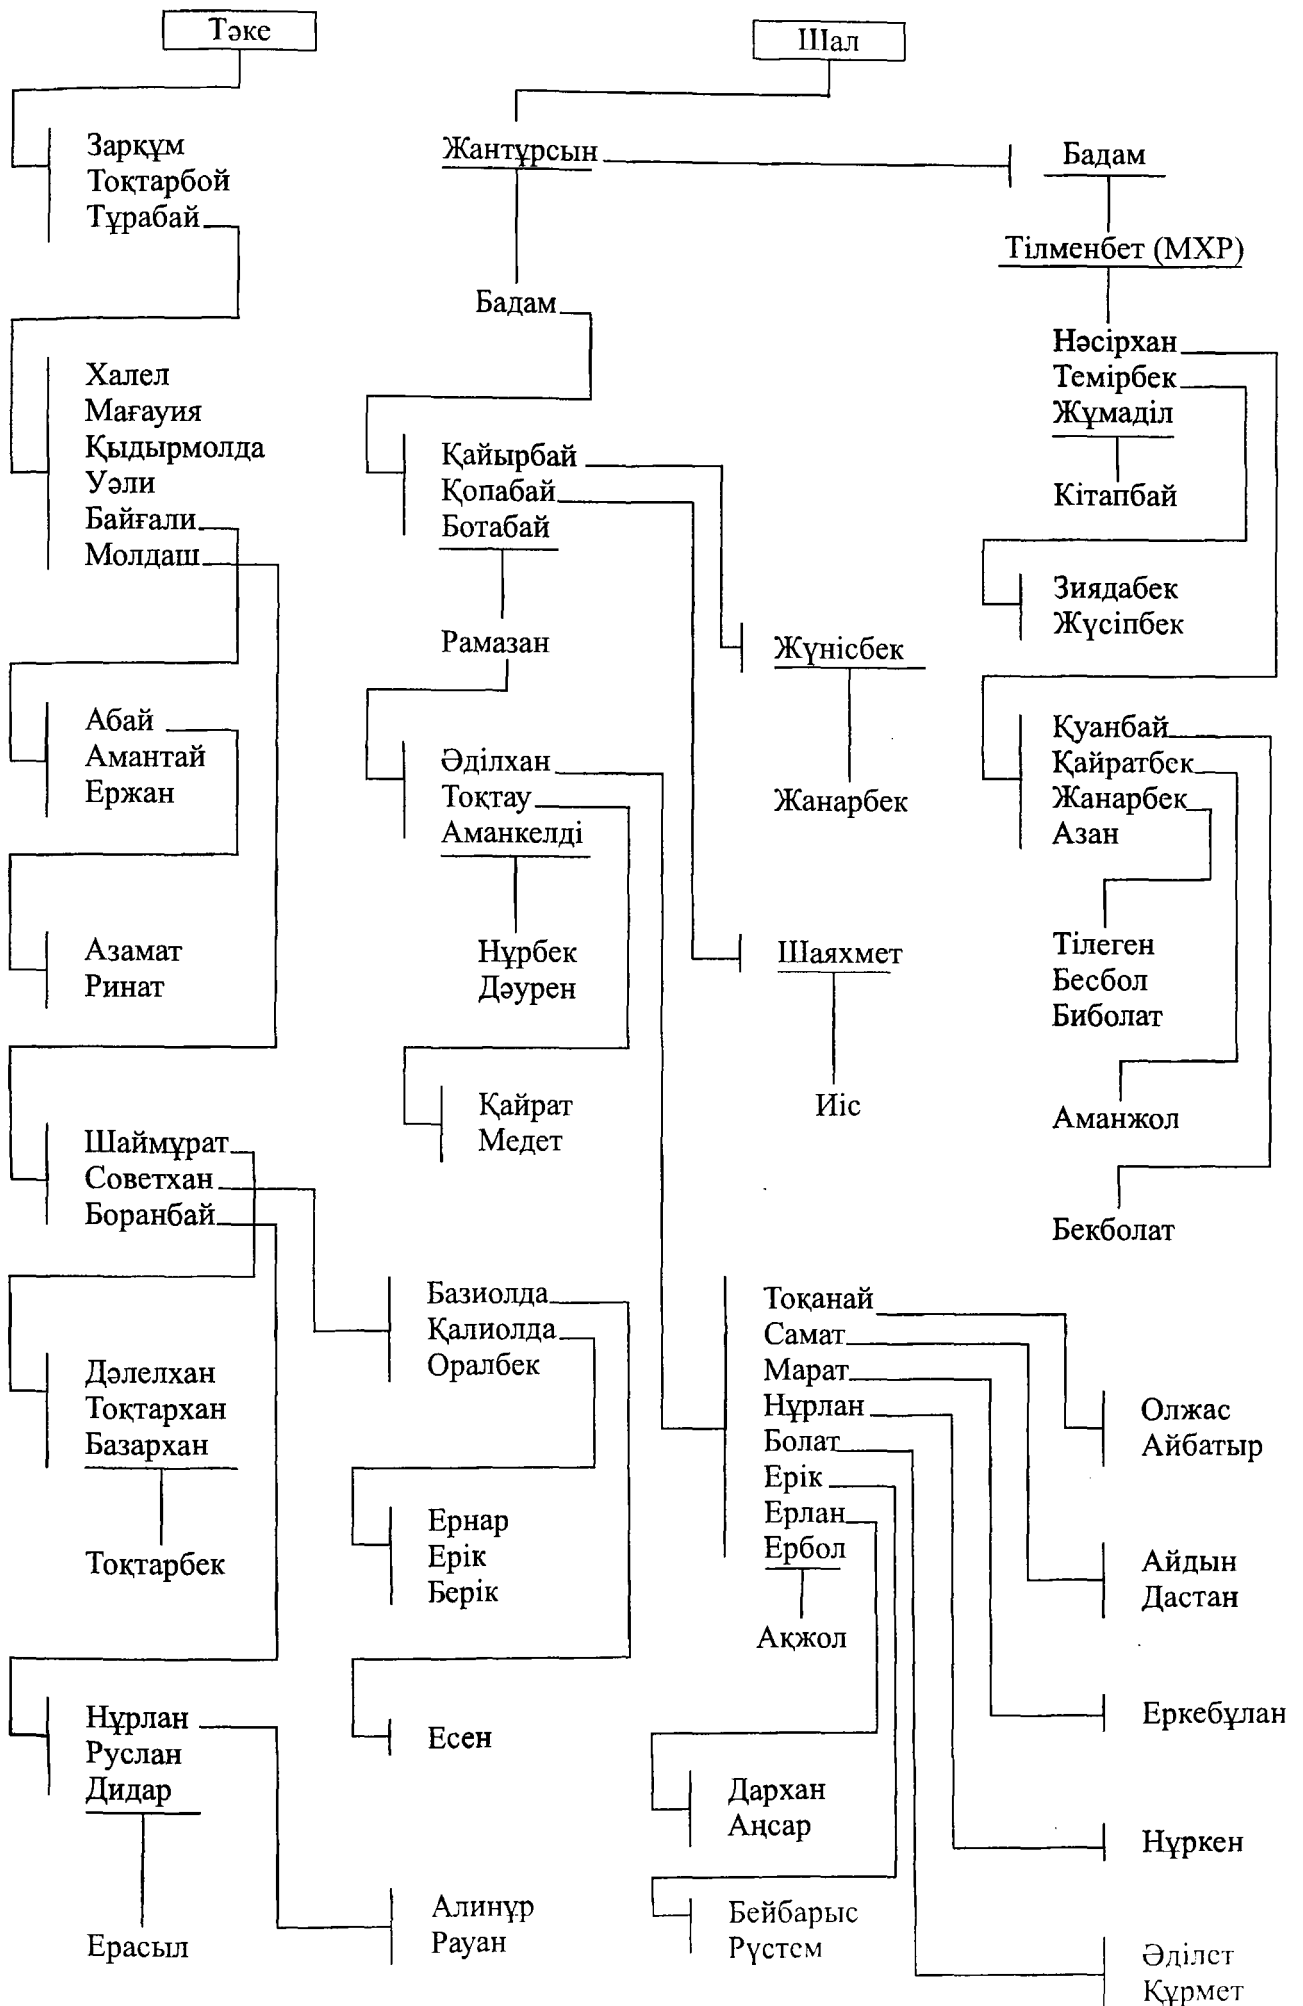 Тәке
Зарқұм
Тоқтарбой
Тұрабай
Халел
Мағауия
Қыдырмолда
Уәли
Байғали
Молдаш
Абай
Амантай
Ержан
Азамат
Ринат
Шаймұрат
Советхан
Боранбай
Дәлелхан
Тоқтархан
Базархан
Тоқтарбек
Нұрлан
Руслан
Дидар
Ерасыл
Базиолда
Қалиолда
Оралбек
Ернар
Ерік
Берік
Есен
Алинұр
Рауан
Шал
Жантұрсын
Бадам
Қайырбай
Қопабай
Ботабай
Рамазан
Әділхан
Тоқтау
Аманкелді
Нұрбек
Дәурен
Қайрат
Медет
Жүнісбек
Жанарбек
Шаяхмет
Иіс
Тоқанай
Самат
Марат
Нұрлан
Болат
Ерік
Ерлан
Ербол
Ақжол
Дархан
Аңсар
Бейбарыс
Рүстем
Бадам
Тілменбет (МХР)
Нәсірхан
Темірбек
Жұмаділ
Кітапбай
Зиядабек
Жүсіпбек
Қуанбай
Қайратбек
Жанарбек
Азан
Тілеген
Бесбол
Биболат
Аманжол
Бекболат
Олжас
Айбатыр
Айдын
Дастан
Еркебұлан
Нұркен
Әділет
Құрмет